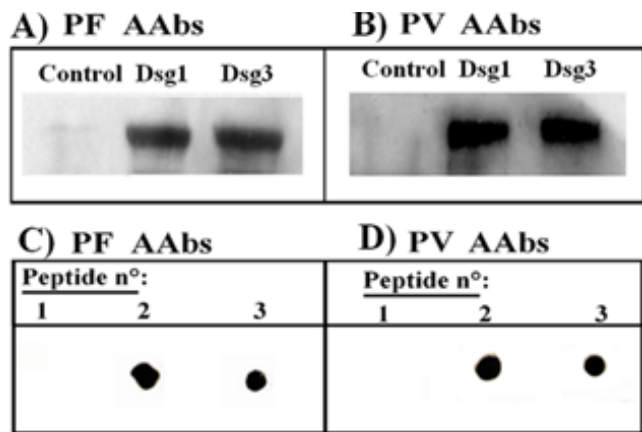 A) PF AAbs
Control Dsg1 Dsg3
B) PV AAbs
Control Dsg1 Dsg3
C) PF AAbs
Peptide n°:
1 2 3
D) PV AAbs
Peptide n°:
1 2 3